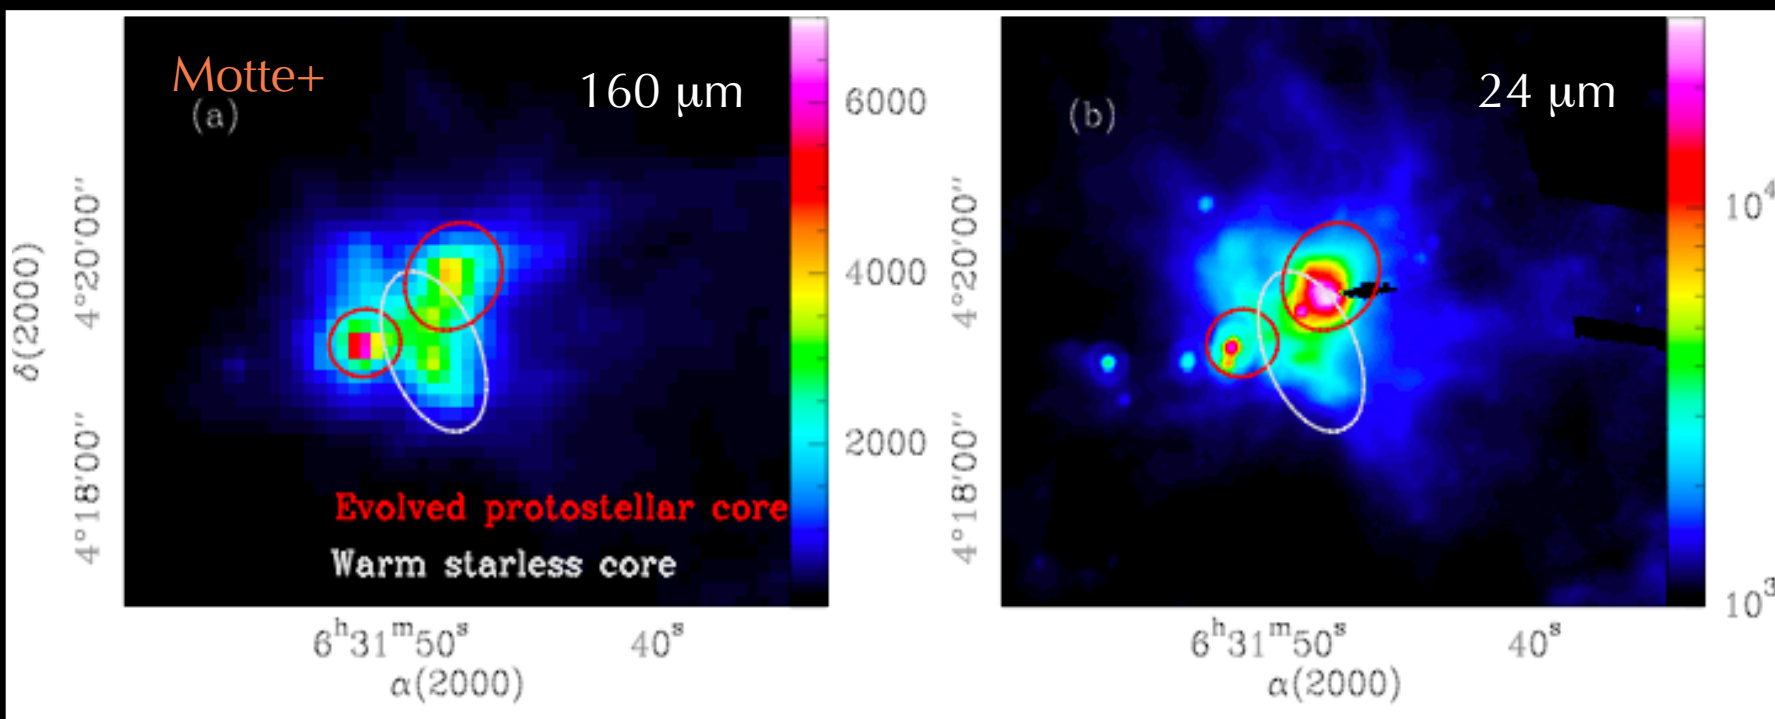 Motte+
(a)
160 μm
6000
4000
2000
δ(2000)
4°20'00"
4°18'00"
Evolved protostellar core
Warm starless core
6ʰ31ᵐ50ˢ
40ˢ
α(2000)
(b)
24 μm
10⁴
10³
4°20'00"
4°18'00"
6ʰ31ᵐ50ˢ
40ˢ
α(2000)